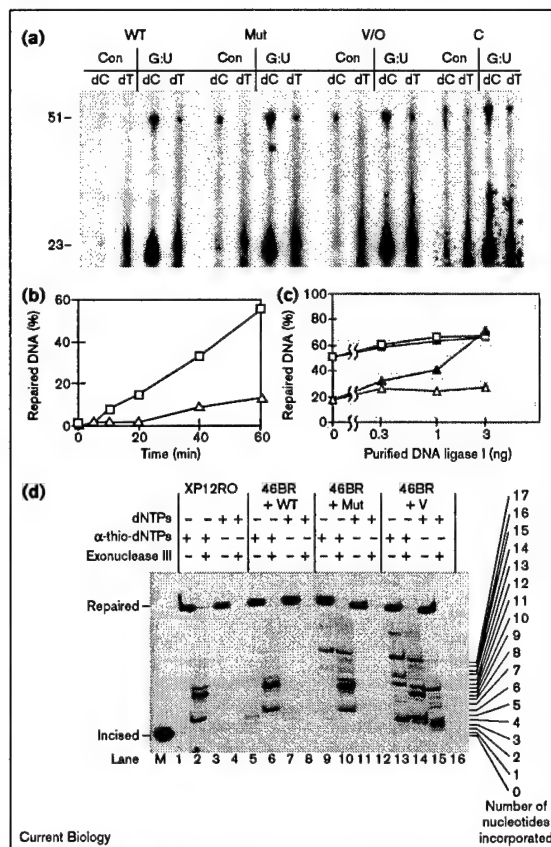 (a)
WT Mut V/O C
Con G:U Con G:U Con G:U Con G:U
dC dT dC dT dC dT dC dT dC dT dC dT dC dT dC dT
51–
23–
(b)
Repaired DNA (%)
60
40
20
0
0 20 40 60
Time (min)
(c)
Repaired DNA (%)
100
80
60
40
20
0
0 0.3 1 3
Purified DNA ligase I (ng)
(d)
XP12RO 46BR + WT 46BR + Mut 46BR + V
dNTPs – – + + – – + + – – + + – – + +
α-thio-dNTPs + + – – + + – – + + – – + + – –
Exonuclease III – + – + – + – + – + – + – + – +
Repaired
Incised
Lane M 1 2 3 4 5 6 7 8 9 10 11 12 13 14 15 16
17
16
15
14
13
12
11
10
9
8
7
6
5
4
3
2
1
0
Number of
nucleotides
incorporated
Current Biology